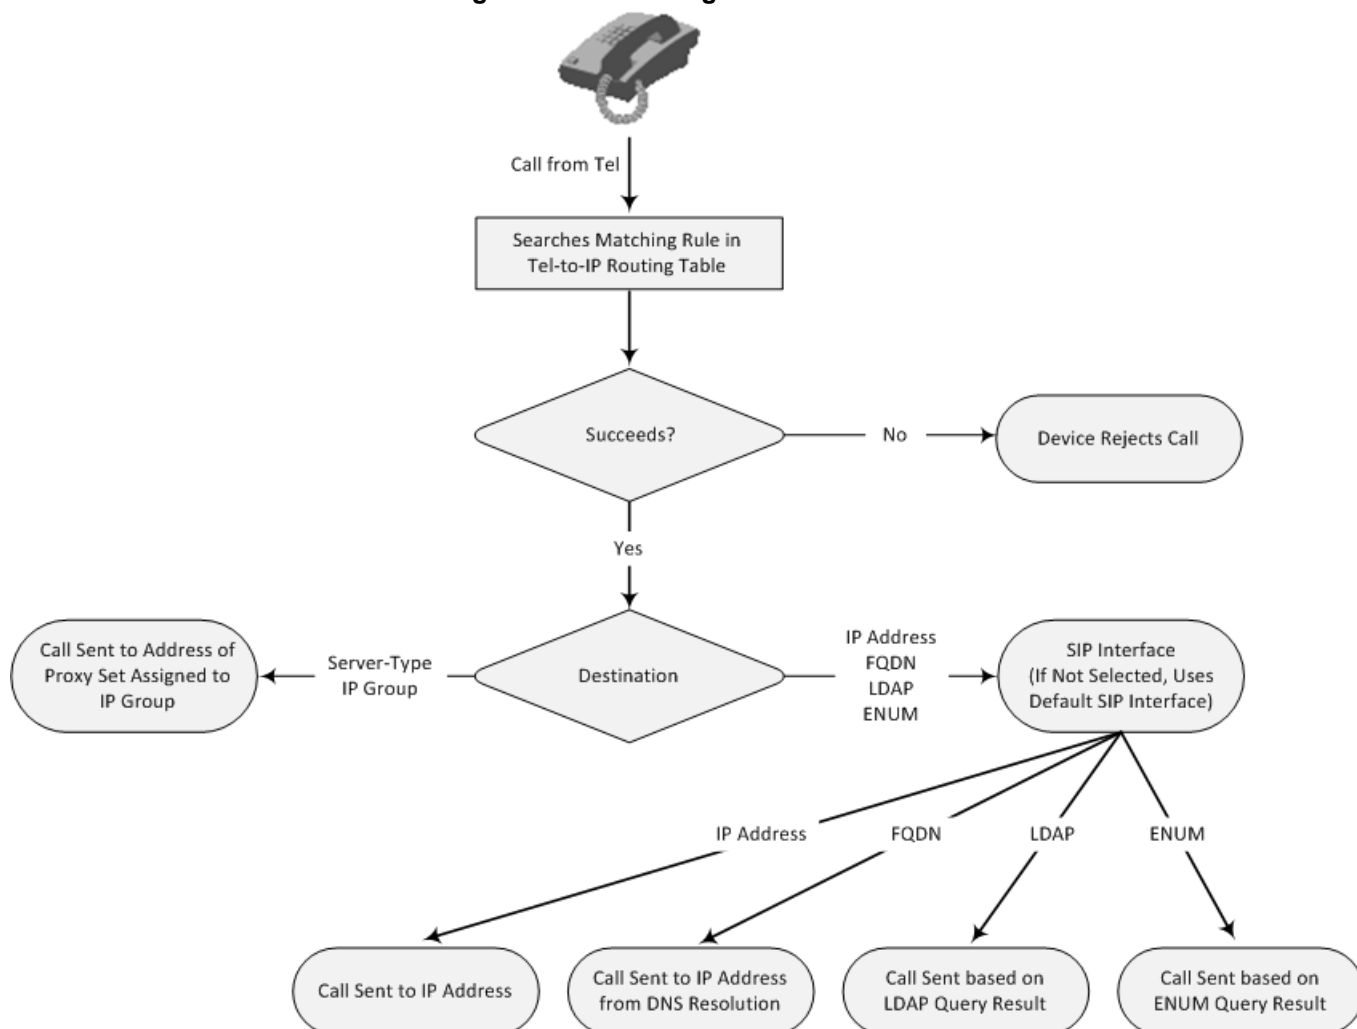 Call from Tel
Searches Matching Rule in
Tel-to-IP Routing Table
Succeeds?
No
Device Rejects Call
Yes
Call Sent to Address of
Proxy Set Assigned to
IP Group
Server-Type
IP Group
Destination
IP Address
FQDN
LDAP
ENUM
SIP Interface
(If Not Selected, Uses
Default SIP Interface)
IP Address
FQDN
LDAP
ENUM
Call Sent to IP Address
Call Sent to IP Address
from DNS Resolution
Call Sent based on
LDAP Query Result
Call Sent based on
ENUM Query Result